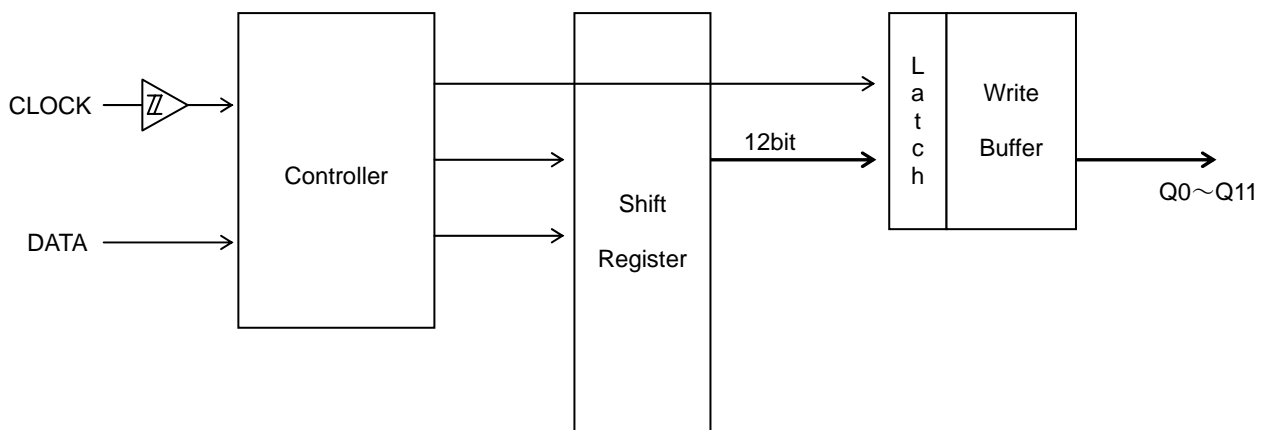 CLOCK
DATA
Controller
Shift
Register
12bit
L
a
t
c
h
Write
Buffer
Q0～Q11